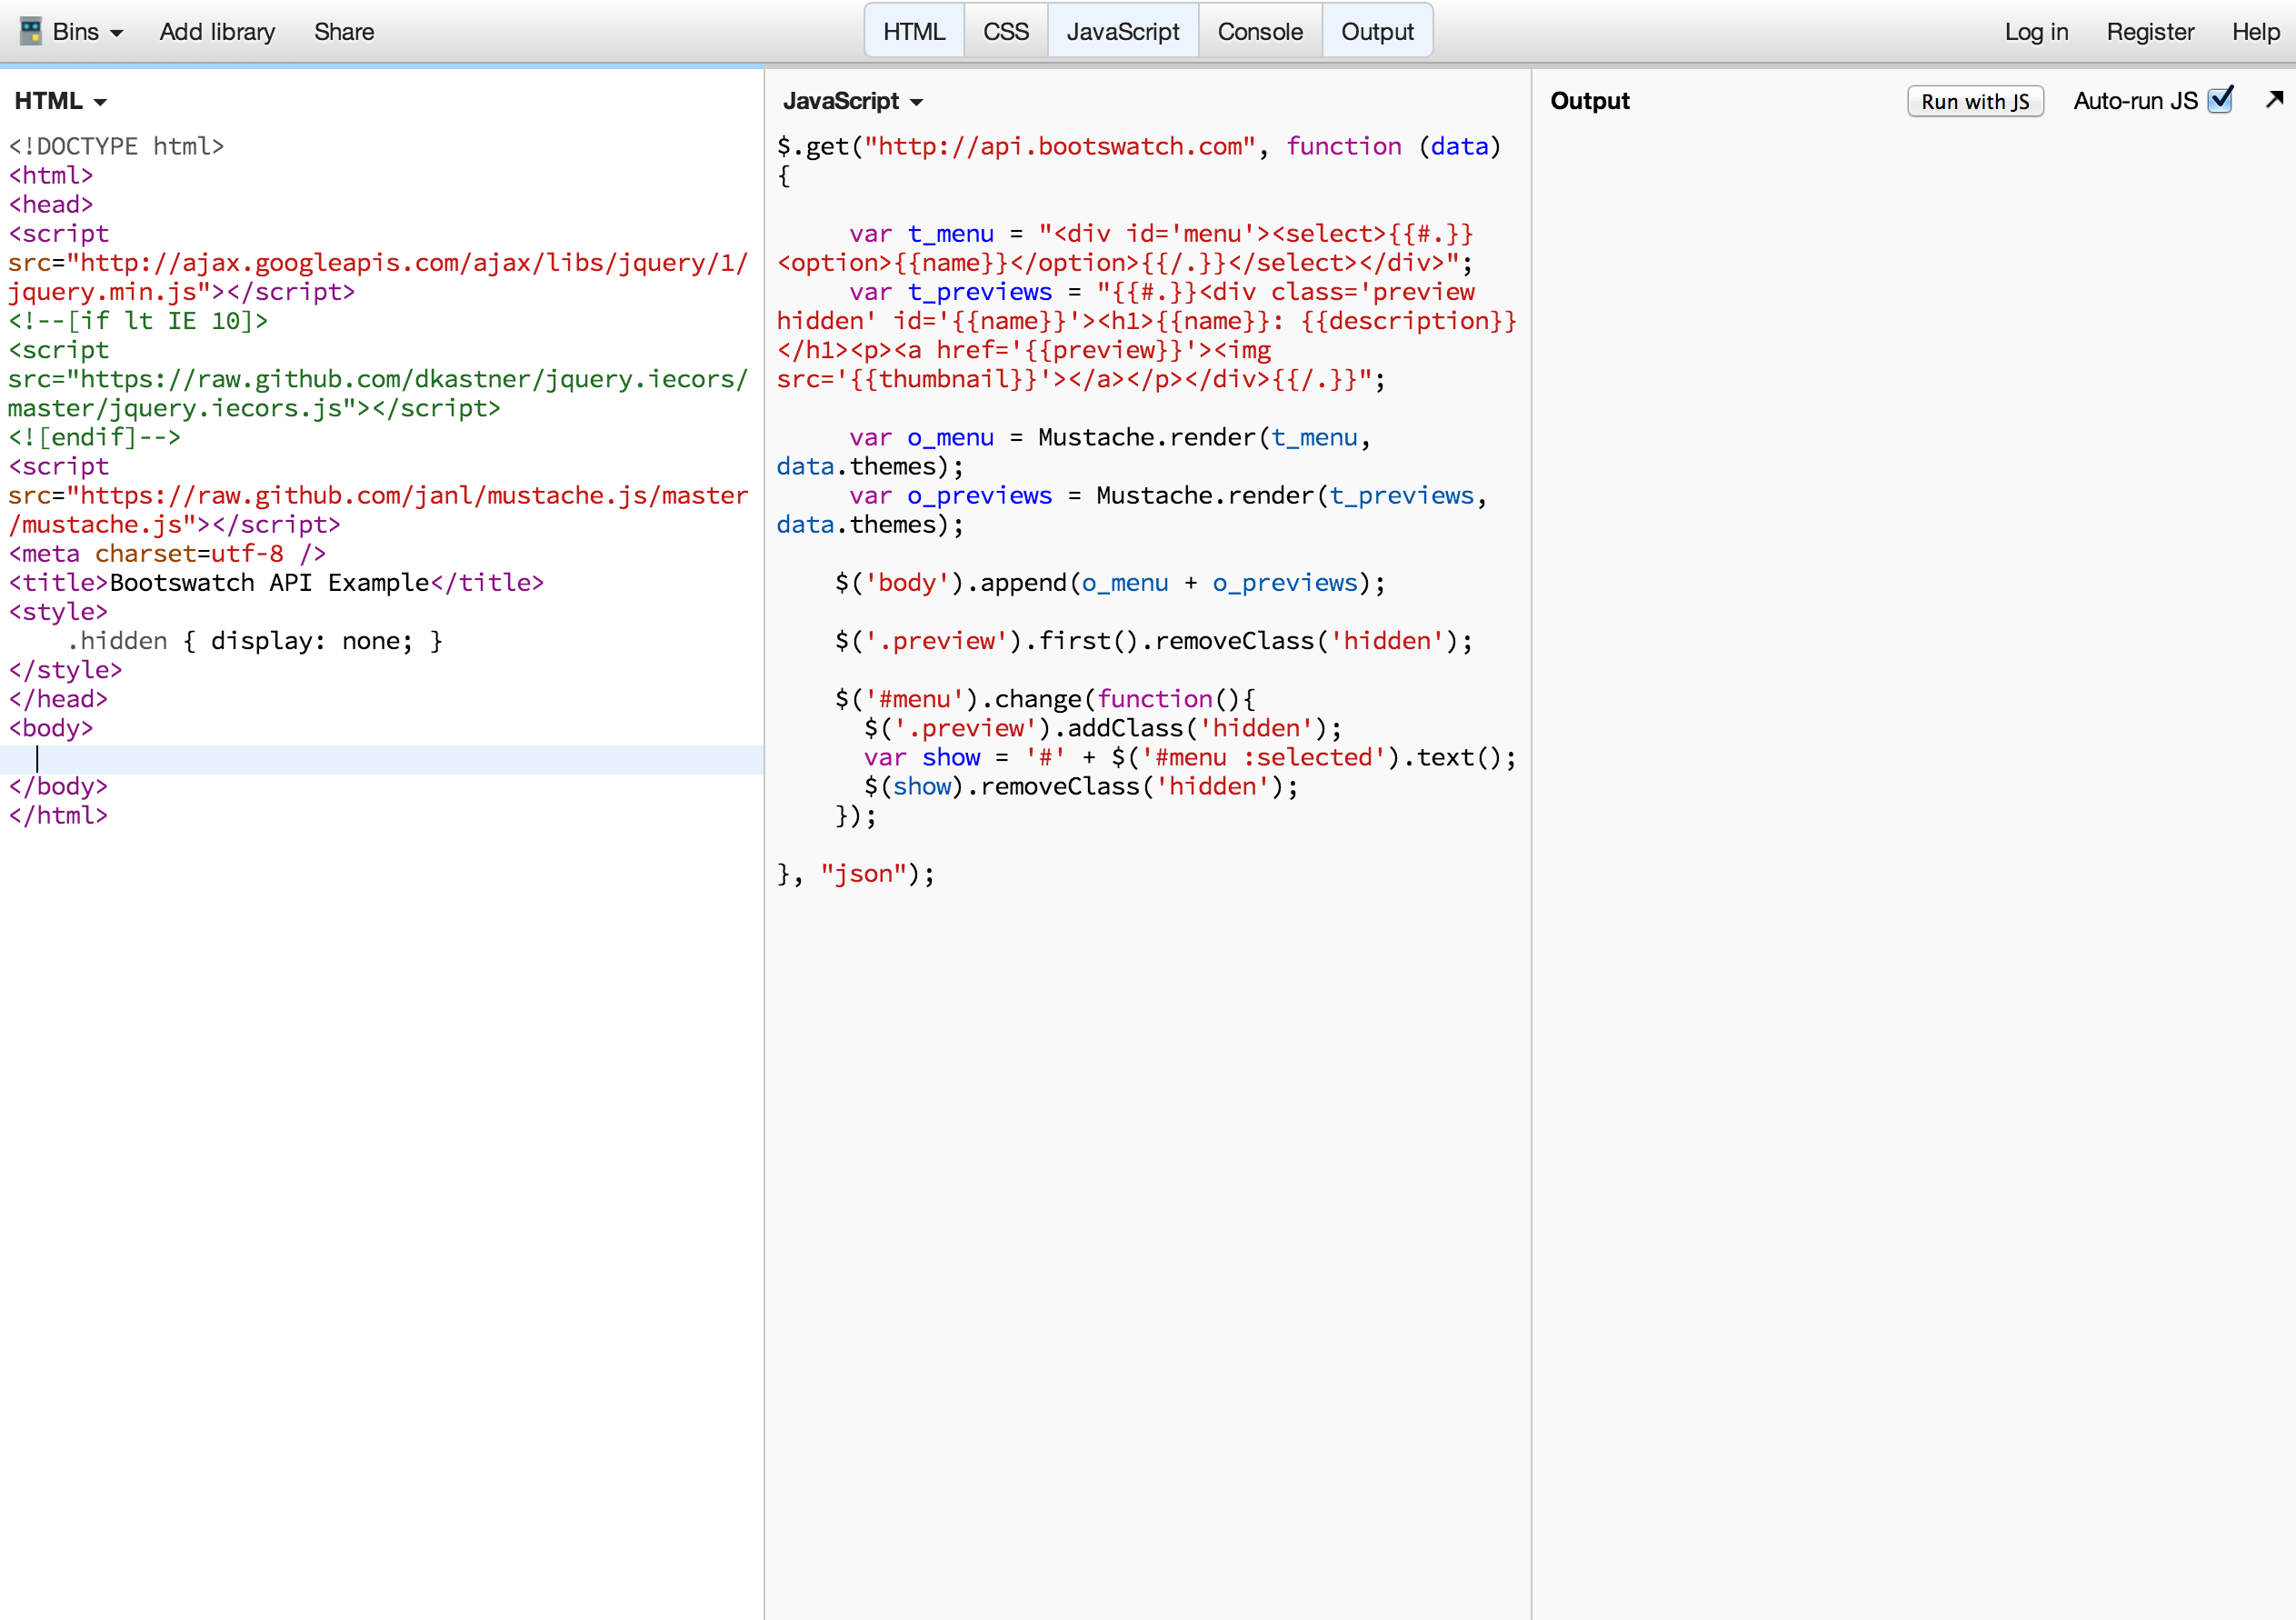 Bins Add library Share HTML CSS JavaScript Console Output Log in Register Help
HTML
<!DOCTYPE html>
<html>
<head>
<script
src="http://ajax.googleapis.com/ajax/libs/jquery/1/
jquery.min.js"></script>
<!--[if lt IE 10]>
<script
src="https://raw.github.com/dkastner/jquery.iecors/
master/jquery.iecors.js"></script>
<![endif]-->
<script
src="https://raw.github.com/janl/mustache.js/master
/mustache.js"></script>
<meta charset=utf-8 />
<title>Bootswatch API Example</title>
<style>
    .hidden { display: none; }
</style>
</head>
<body>
</body>
</html>
JavaScript
$.get("http://api.bootswatch.com", function (data)
{
     var t_menu = "<div id='menu'><select>{{#.}}
<option>{{name}}</option>{{/.}}</select></div>";
     var t_previews = "{{#.}}<div class='preview
hidden' id='{{name}}'><h1>{{name}}: {{description}}
</h1><p><a href='{{preview}}'><img
src='{{thumbnail}}'></a></p></div>{{/.}}";
     var o_menu = Mustache.render(t_menu,
data.themes);
     var o_previews = Mustache.render(t_previews,
data.themes);
    $('body').append(o_menu + o_previews);
    $('.preview').first().removeClass('hidden');
    $('#menu').change(function(){
      $('.preview').addClass('hidden');
      var show = '#' + $('#menu :selected').text();
      $(show).removeClass('hidden');
    });
}, "json");
Output Run with JS Auto-run JS